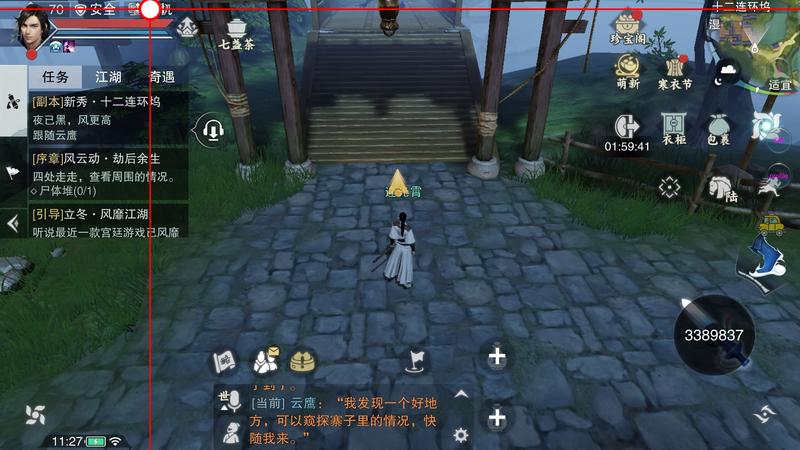 70
安全
十二连环坞
湿
七盏茶
珍宝阁
任务
江湖
奇遇
萌新
寒衣节
适宜
[副本]新秀·十二连环坞
夜已黑，风更高
跟随云鹰
01:59:41
衣柜
包裹
[序章]风云动·劫后余生
四处走走，查看周围的情况。
尸体堆(0/1)
霄
陆
[引导]立冬·风靡江湖
听说最近一款宫廷游戏已风靡
3389837
世
[当前] 云鹰：“我发现一个好地
方，可以窥探寨子里的情况，快
随我来。”
11:27